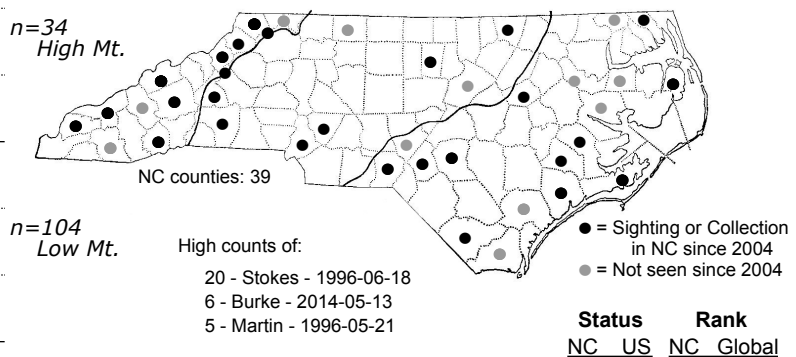 n=34
High Mt.
NC counties: 39
n=104
Low Mt.
High counts of:
20 - Stokes - 1996-06-18
6 - Burke - 2014-05-13
5 - Martin - 1996-05-21
= Sighting or Collection
in NC since 2004
= Not seen since 2004
Status Rank
NC US NC Global